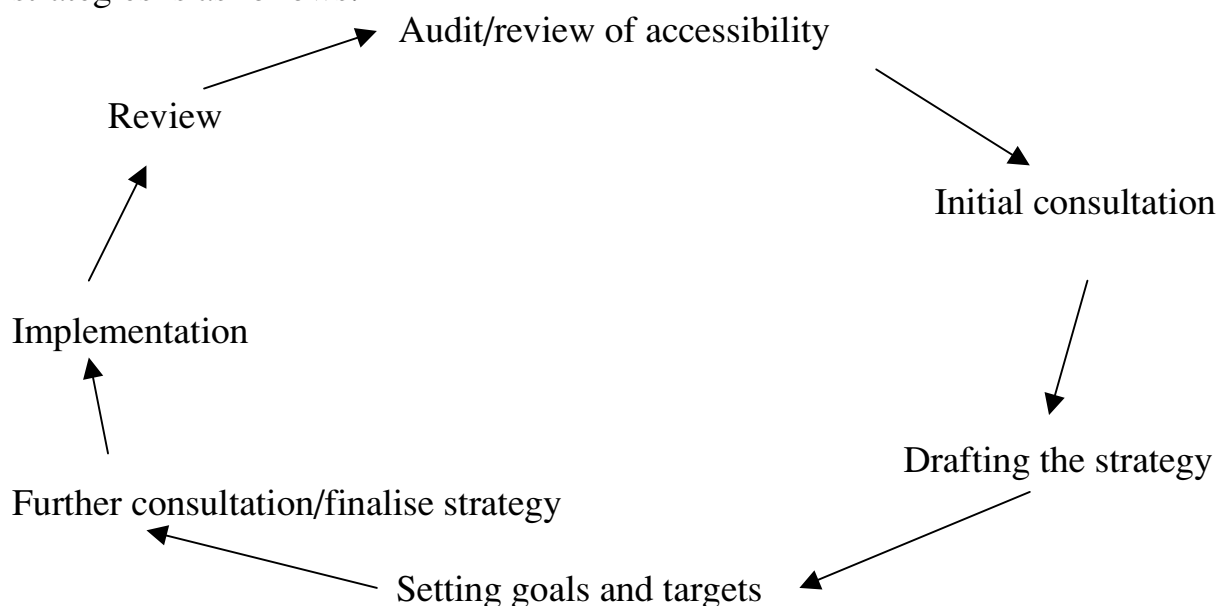 Audit/review of accessibility
Review
Initial consultation
Implementation
Drafting the strategy
Further consultation/finalise strategy
Setting goals and targets